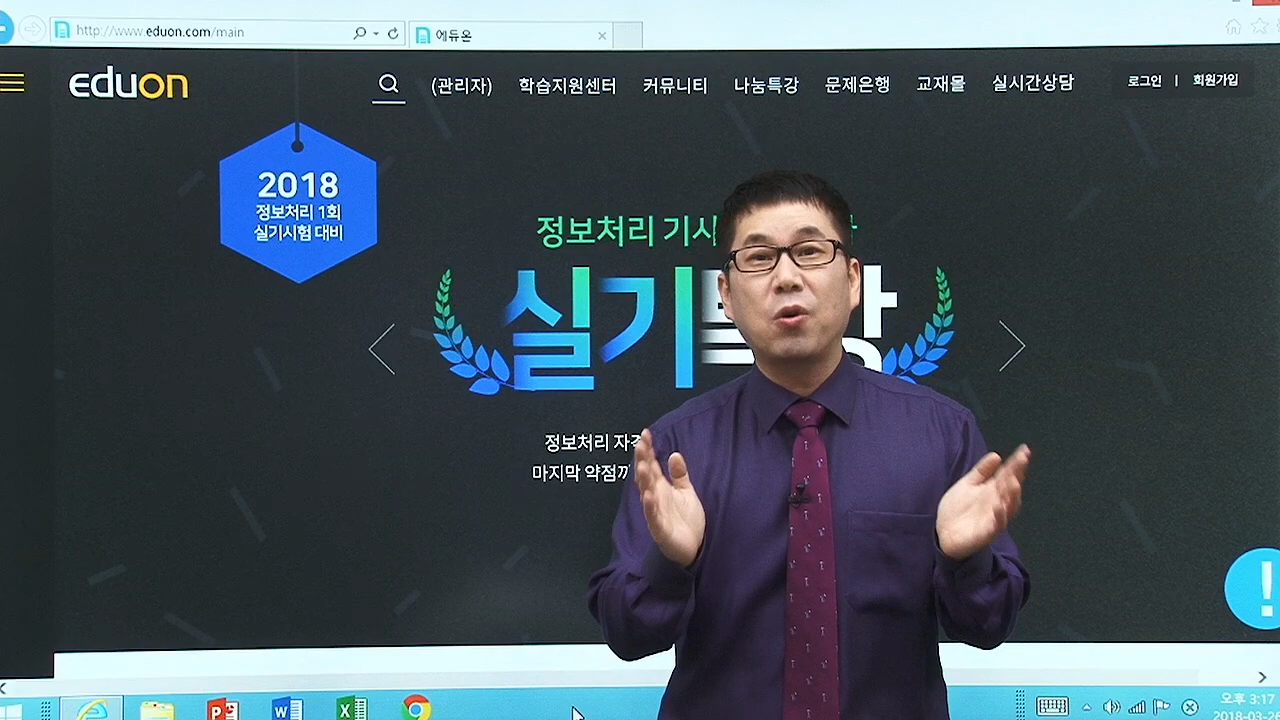 http://www.eduon.com/main
에듀온
eduon
(관리자) 학습지원센터 커뮤니티 나눔특강 문제은행 교재몰 실시간상담
로그인 | 회원가입
2018
정보처리 1회
실기시험 대비
정보처리 기사
실기
정보처리
마지막 약점까
오후 3:17